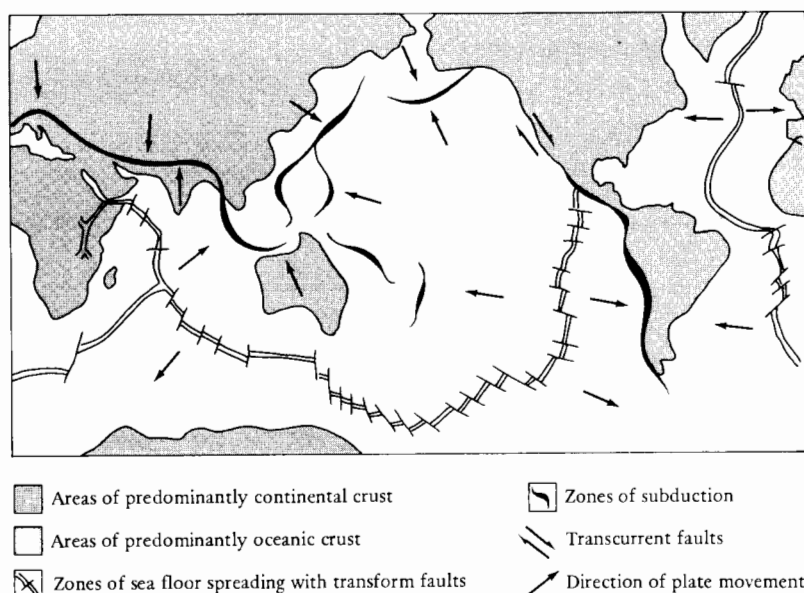 Areas of predominantly continental crust
Areas of predominantly oceanic crust
Zones of sea floor spreading with transform faults
Zones of subduction
Transcurrent faults
Direction of plate movement